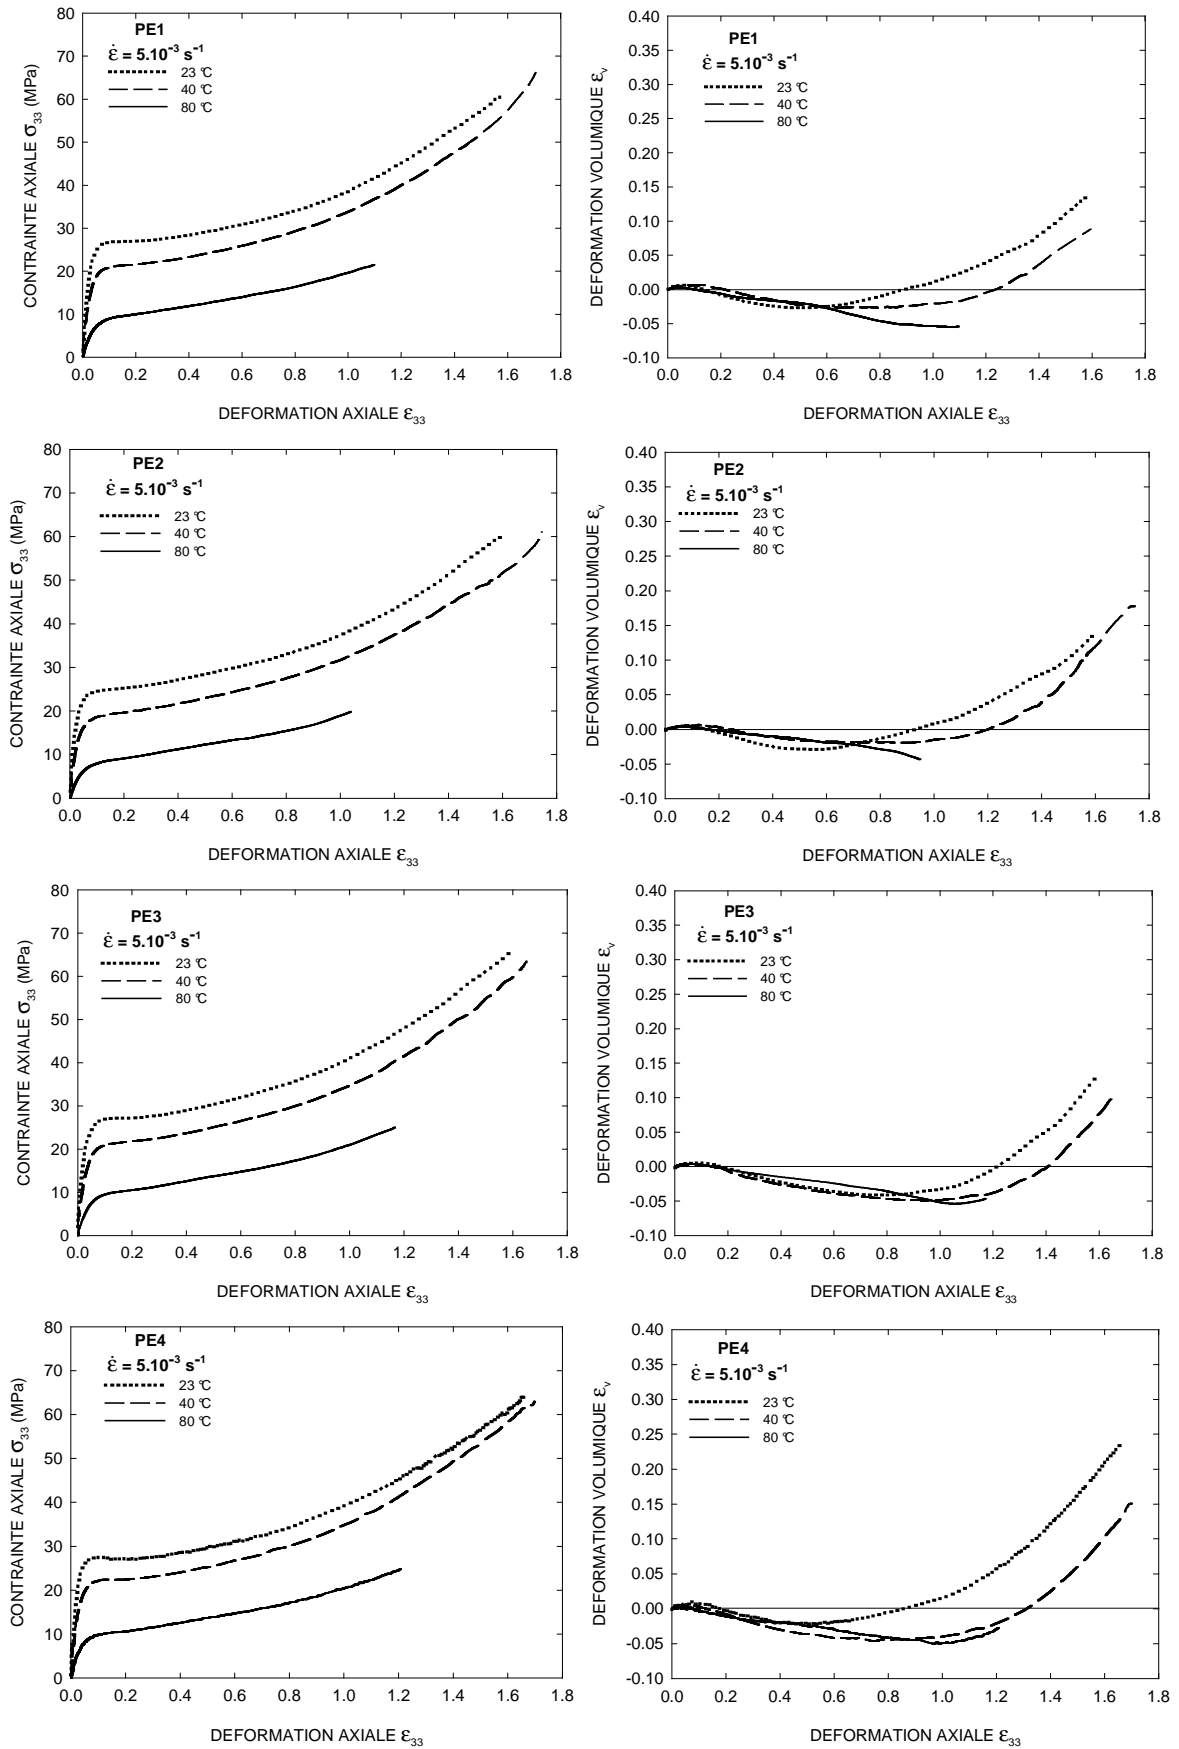 PE1
ε̇ = 5.10⁻³ s⁻¹
23 °C
40 °C
80 °C
CONTRAINTE AXIALE σ₃₃ (MPa)
80
70
60
50
40
30
20
10
0
0.0 0.2 0.4 0.6 0.8 1.0 1.2 1.4 1.6 1.8
DEFORMATION AXIALE ε₃₃
PE1
ε̇ = 5.10⁻³ s⁻¹
23 °C
40 °C
80 °C
DEFORMATION VOLUMIQUE εᵥ
0.40
0.35
0.30
0.25
0.20
0.15
0.10
0.05
0.00
-0.05
-0.10
0.0 0.2 0.4 0.6 0.8 1.0 1.2 1.4 1.6 1.8
DEFORMATION AXIALE ε₃₃
PE2
ε̇ = 5.10⁻³ s⁻¹
23 °C
40 °C
80 °C
CONTRAINTE AXIALE σ₃₃ (MPa)
80
70
60
50
40
30
20
10
0
0.0 0.2 0.4 0.6 0.8 1.0 1.2 1.4 1.6 1.8
DEFORMATION AXIALE ε₃₃
PE2
ε̇ = 5.10⁻³ s⁻¹
23 °C
40 °C
80 °C
DEFORMATION VOLUMIQUE εᵥ
0.40
0.35
0.30
0.25
0.20
0.15
0.10
0.05
0.00
-0.05
-0.10
0.0 0.2 0.4 0.6 0.8 1.0 1.2 1.4 1.6 1.8
DEFORMATION AXIALE ε₃₃
PE3
ε̇ = 5.10⁻³ s⁻¹
23 °C
40 °C
80 °C
CONTRAINTE AXIALE σ₃₃ (MPa)
80
70
60
50
40
30
20
10
0
0.0 0.2 0.4 0.6 0.8 1.0 1.2 1.4 1.6 1.8
DEFORMATION AXIALE ε₃₃
PE3
ε̇ = 5.10⁻³ s⁻¹
23 °C
40 °C
80 °C
DEFORMATION VOLUMIQUE εᵥ
0.40
0.35
0.30
0.25
0.20
0.15
0.10
0.05
0.00
-0.05
-0.10
0.0 0.2 0.4 0.6 0.8 1.0 1.2 1.4 1.6 1.8
DEFORMATION AXIALE ε₃₃
PE4
ε̇ = 5.10⁻³ s⁻¹
23 °C
40 °C
80 °C
CONTRAINTE AXIALE σ₃₃ (MPa)
80
70
60
50
40
30
20
10
0
0.0 0.2 0.4 0.6 0.8 1.0 1.2 1.4 1.6 1.8
DEFORMATION AXIALE ε₃₃
PE4
ε̇ = 5.10⁻³ s⁻¹
23 °C
40 °C
80 °C
DEFORMATION VOLUMIQUE εᵥ
0.40
0.35
0.30
0.25
0.20
0.15
0.10
0.05
0.00
-0.05
-0.10
0.0 0.2 0.4 0.6 0.8 1.0 1.2 1.4 1.6 1.8
DEFORMATION AXIALE ε₃₃